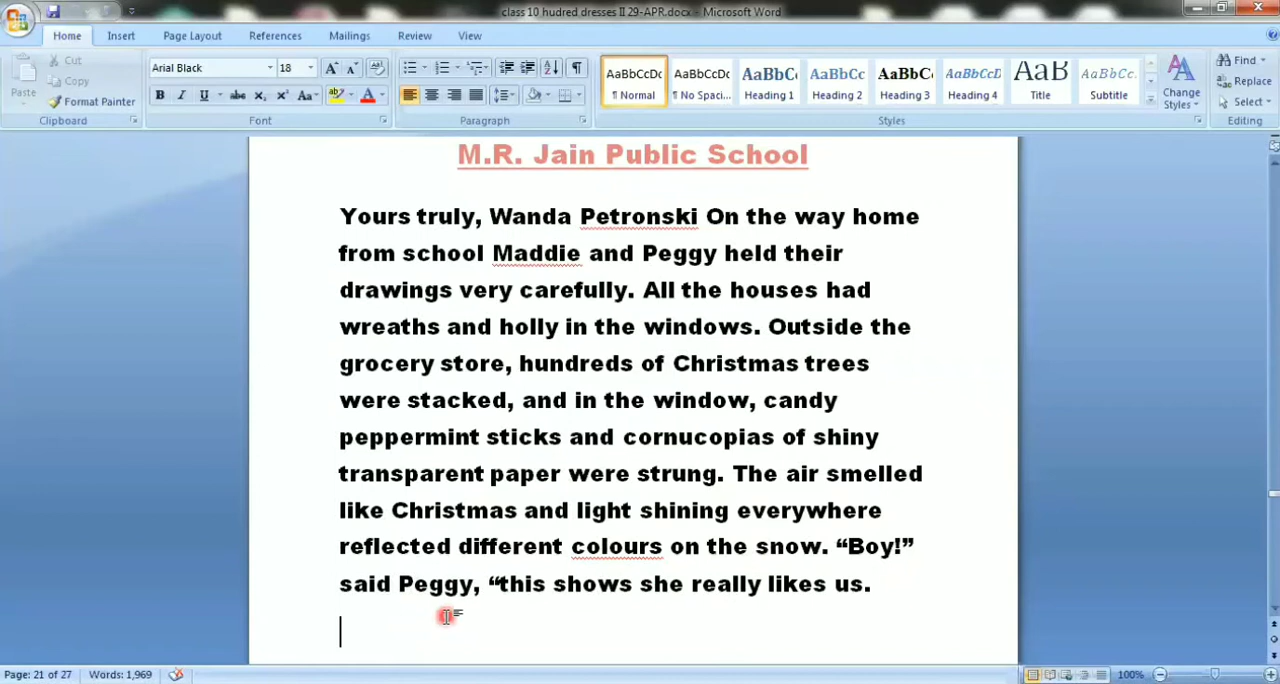 class 10 hudred dresses II 29-APR.docx - Microsoft Word
Home Insert Page Layout References Mailings Review View
Paste
Cut
Copy
Format Painter
Clipboard
Arial Black 18
Font
Paragraph
AaBbCcDc AaBbCcDc AaBbC AaBbCc AaBbC AaBbCcD AaB AaBbCc.
¶ Normal ¶ No Spaci... Heading 1 Heading 2 Heading 3 Heading 4 Title Subtitle
Change Styles
Styles
Find
Replace
Select
Editing
M.R. Jain Public School
Yours truly, Wanda Petronski On the way home
from school Maddie and Peggy held their
drawings very carefully. All the houses had
wreaths and holly in the windows. Outside the
grocery store, hundreds of Christmas trees
were stacked, and in the window, candy
peppermint sticks and cornucopias of shiny
transparent paper were strung. The air smelled
like Christmas and light shining everywhere
reflected different colours on the snow. “Boy!”
said Peggy, “this shows she really likes us.
Page: 21 of 27 Words: 1,969 100%